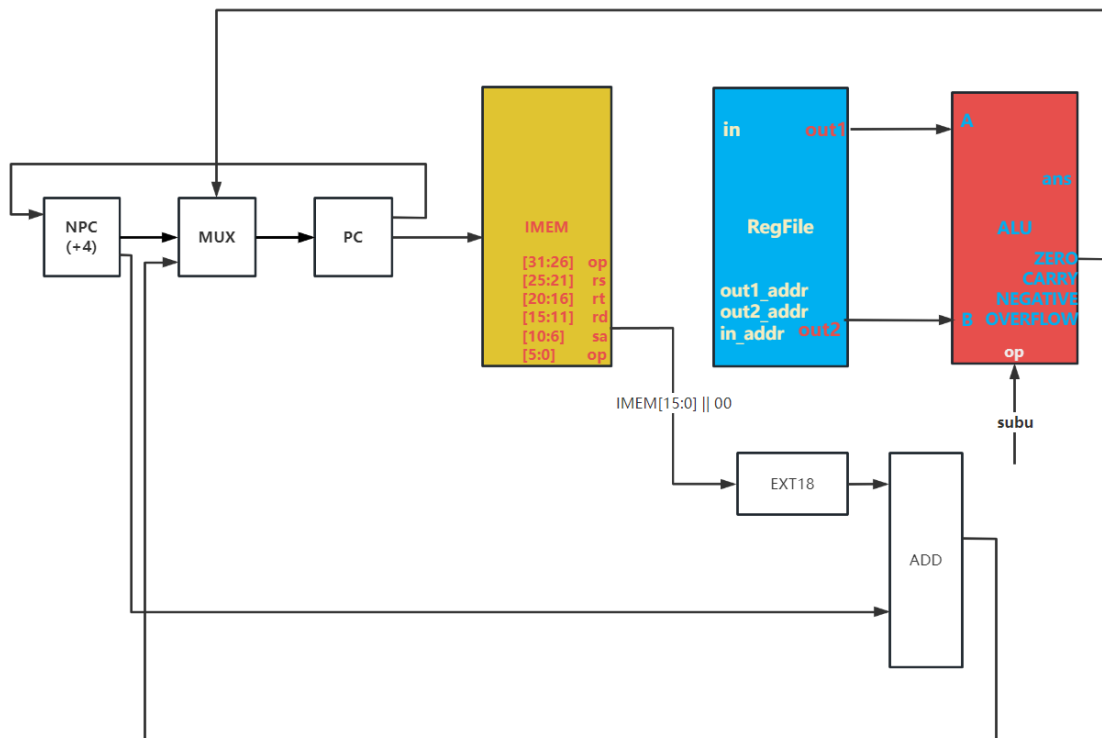 NPC
(+4)
MUX
PC
IMEM
[31:26] op
[25:21] rs
[20:16] rt
[15:11] rd
[10:6] sa
[5:0] op
in
out1
RegFile
out1_addr
out2_addr
in_addr
out2
A
ans
ALU
ZERO
CARRY
NEGATIVE
B
OVERFLOW
op
subu
IMEM[15:0] || 00
EXT18
ADD